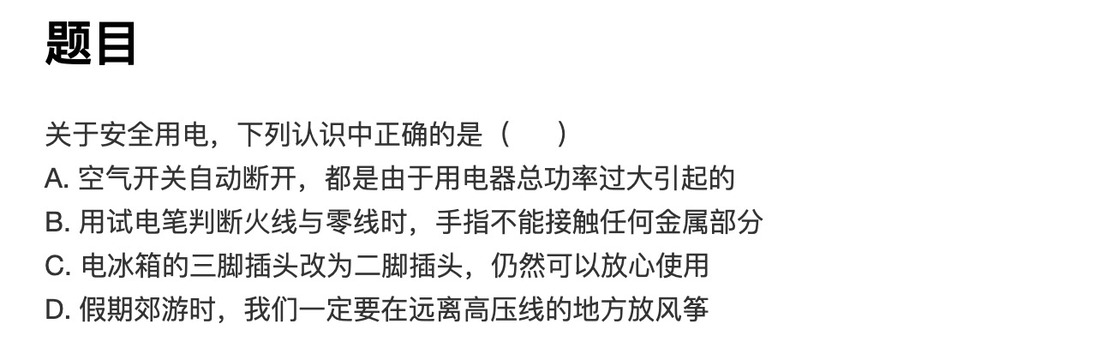 题目
关于安全用电，下列认识中正确的是（　　）
A. 空气开关自动断开，都是由于用电器总功率过大引起的
B. 用试电笔判断火线与零线时，手指不能接触任何金属部分
C. 电冰箱的三脚插头改为二脚插头，仍然可以放心使用
D. 假期郊游时，我们一定要在远离高压线的地方放风筝